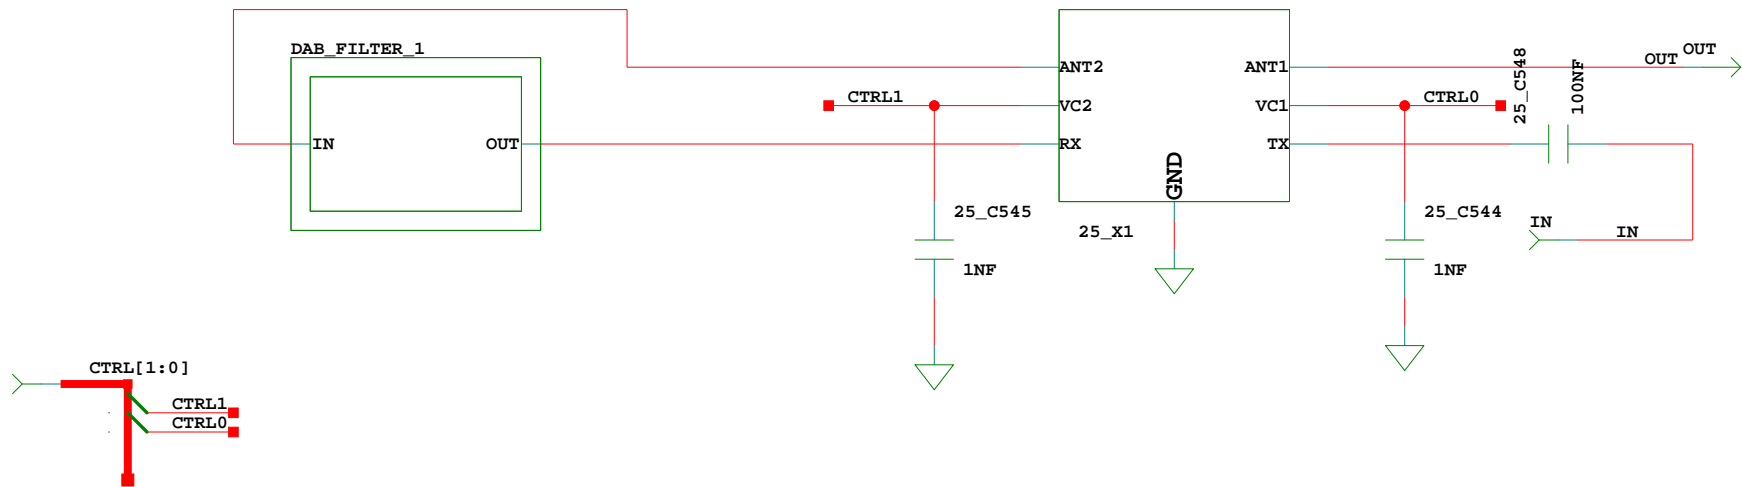 DAB_FILTER_1
IN
OUT
CTRL1
ANT2
VC2
RX
GND
ANT1
VC1
TX
25_X1
CTRL0
25_C548
100NF
OUT
OUT
25_C545
1NF
25_C544
1NF
IN
IN
CTRL[1:0]
CTRL1
CTRL0